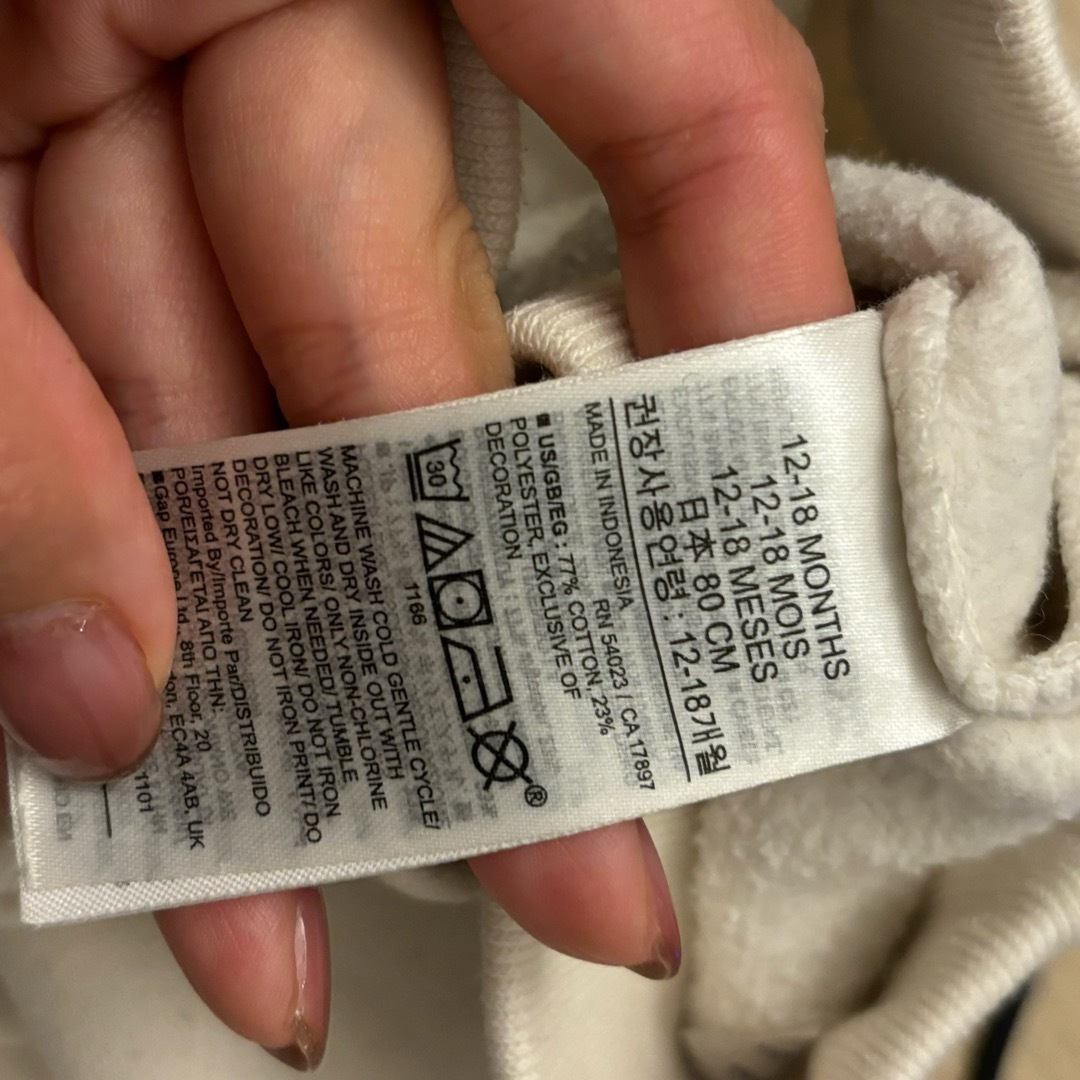 12-18 MONTHS
12-18 MOIS
12-18 MESES
日本 80 CM
권장사용연령 : 12-187개월
MADE IN INDONESIA
RN 54023 / CA 17897
US/GB/EG : 77% COTTON, 23%
POLYESTER, EXCLUSIVE OF
DECORATION
30
®
1166
MACHINE WASH COLD GENTLE CYCLE/
WASH AND DRY INSIDE OUT WITH
LIKE COLORS/ ONLY NON-CHLORINE
BLEACH WHEN NEEDED/ TUMBLE
DRY LOW/ COOL IRON/ DO NOT IRON
DECORATION/ DO NOT IRON PRINT/ DO
NOT DRY CLEAN
Imported By/Importe Par/DISTRIBUIDO
POR/ΕΙΣΑΓΕΤΑΙ ΑΠΟ ΤΗΝ:
Gap Europe Ltd., 8th Floor, 20
EC4A 4AB, UK
1101